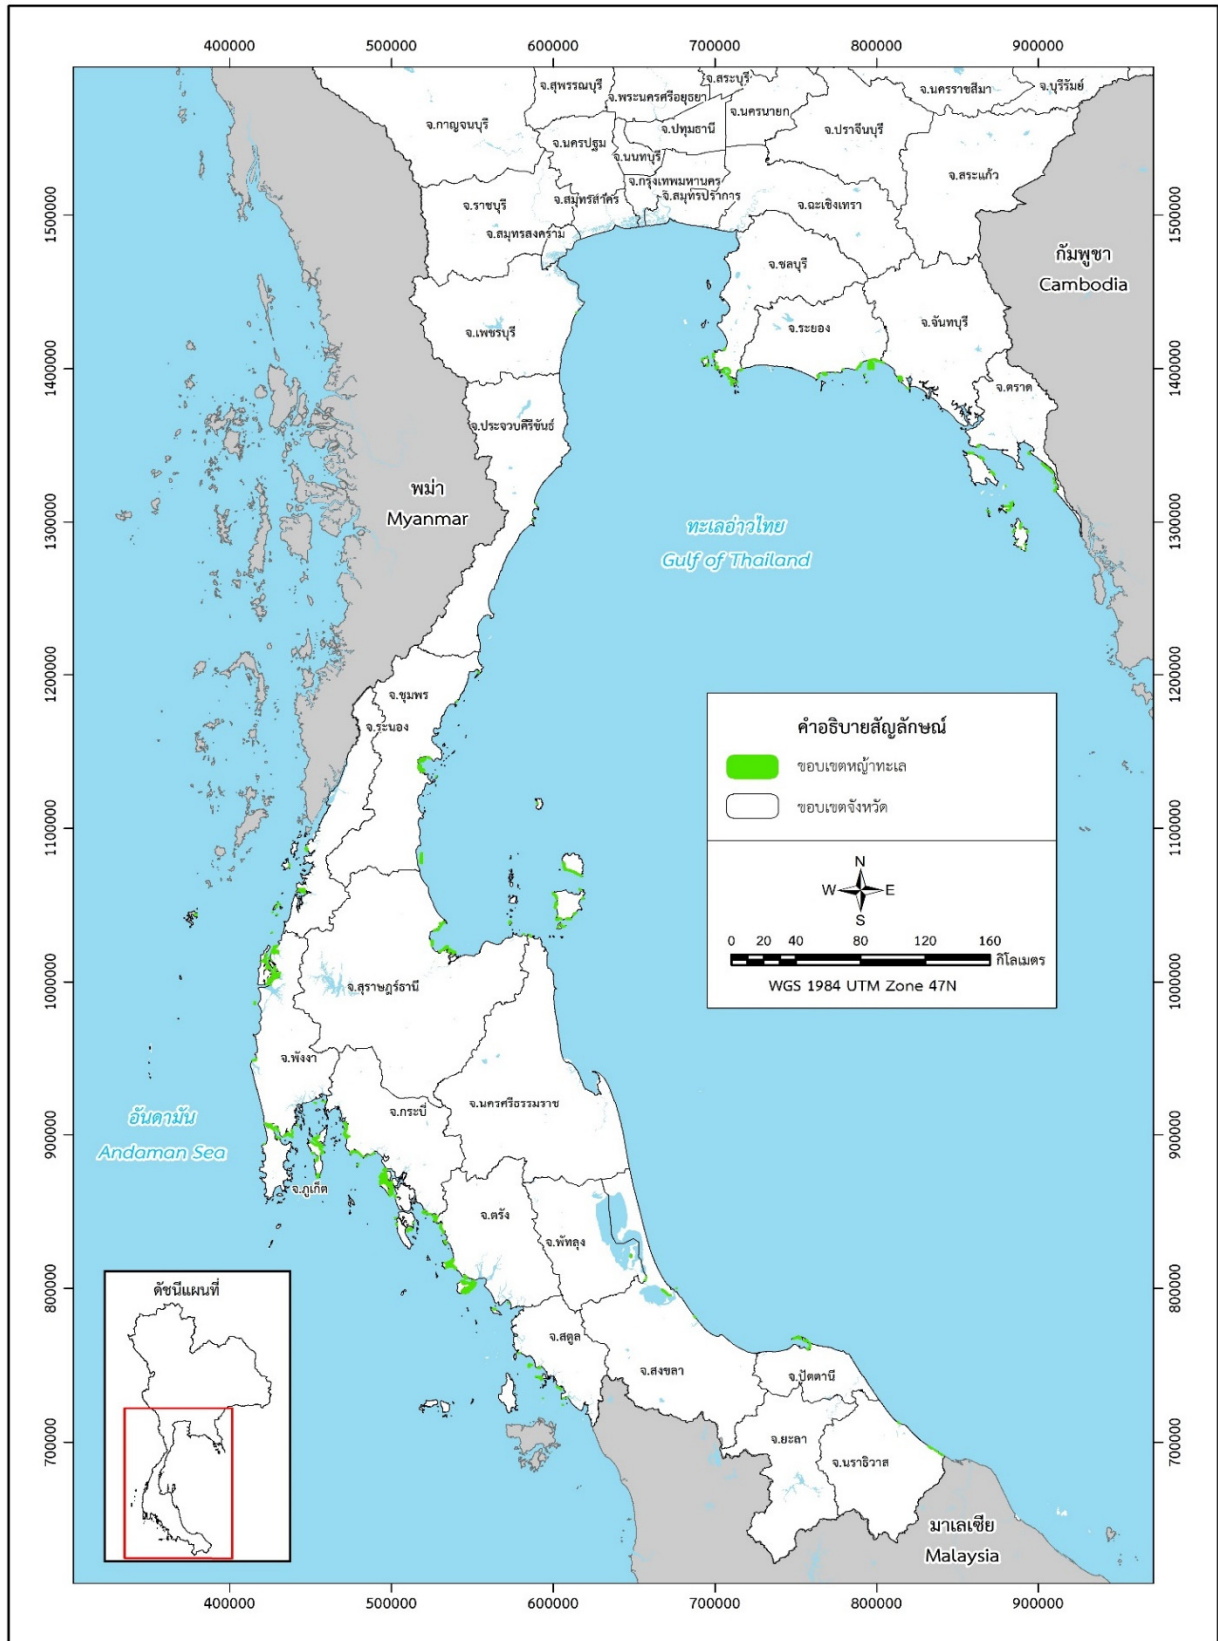 400000 500000 600000 700000 800000 900000
จ.สุพรรณบุรี
จ.พระนครศรีอยุธยา
จ.สระบุรี
จ.นครราชสีมา
จ.บุรีรัมย์
จ.กาญจนบุรี
จ.นครปฐม
จ.นนทบุรี
จ.ปทุมธานี
จ.นครนายก
จ.ปราจีนบุรี
จ.สระแก้ว
จ.กรุงเทพมหานคร
จ.ราชบุรี
จ.สมุทรสาคร
จ.สมุทรปราการ
จ.ฉะเชิงเทรา
จ.สมุทรสงคราม
จ.ชลบุรี
กัมพูชา
Cambodia
จ.เพชรบุรี
จ.ระยอง
จ.จันทบุรี
จ.ตราด
จ.ประจวบคีรีขันธ์
พม่า
Myanmar
ทะเลอ่าวไทย
Gulf of Thailand
จ.ชุมพร
จ.ระนอง
คำอธิบายสัญลักษณ์
ขอบเขตหญ้าทะเล
ขอบเขตจังหวัด
N
W E
S
0 20 40 80 120 160
กิโลเมตร
WGS 1984 UTM Zone 47N
จ.สุราษฎร์ธานี
จ.พังงา
จ.กระบี่
จ.นครศรีธรรมราช
อันดามัน
Andaman Sea
จ.ภูเก็ต
จ.ตรัง
จ.พัทลุง
จ.สตูล
จ.สงขลา
จ.ปัตตานี
จ.ยะลา
จ.นราธิวาส
มาเลเซีย
Malaysia
ดัชนีแผนที่
1500000
1400000
1300000
1200000
1100000
1000000
900000
800000
700000
1500000
1400000
1300000
1200000
1100000
1000000
900000
800000
700000
400000 500000 600000 700000 800000 900000